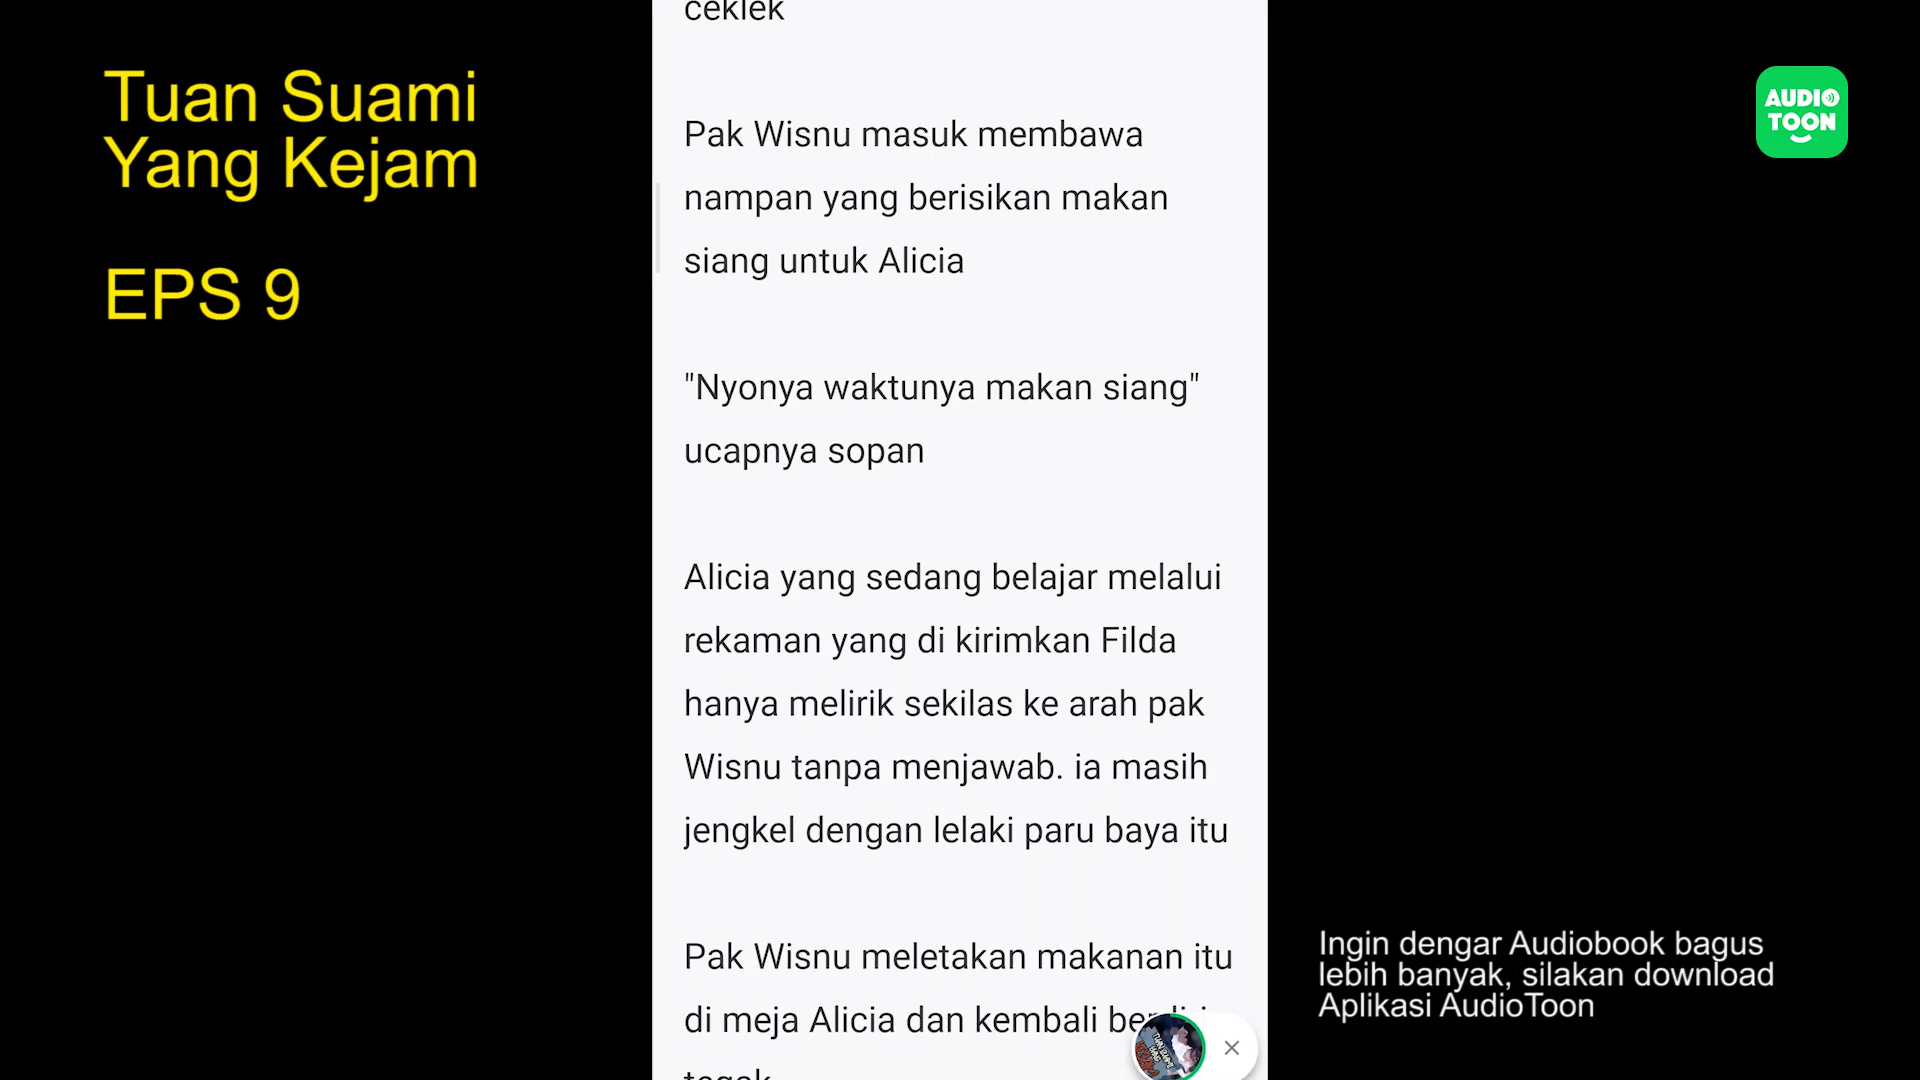 Tuan Suami
Yang Kejam
EPS 9
AUDIO
TOON
ceklek
Pak Wisnu masuk membawa
nampan yang berisikan makan
siang untuk Alicia
"Nyonya waktunya makan siang"
ucapnya sopan
Alicia yang sedang belajar melalui
rekaman yang di kirimkan Filda
hanya melirik sekilas ke arah pak
Wisnu tanpa menjawab. ia masih
jengkel dengan lelaki paru baya itu
Pak Wisnu meletakan makanan itu
di meja Alicia dan kembali berdiri
tegak
Ingin dengar Audiobook bagus
lebih banyak, silakan download
Aplikasi AudioToon